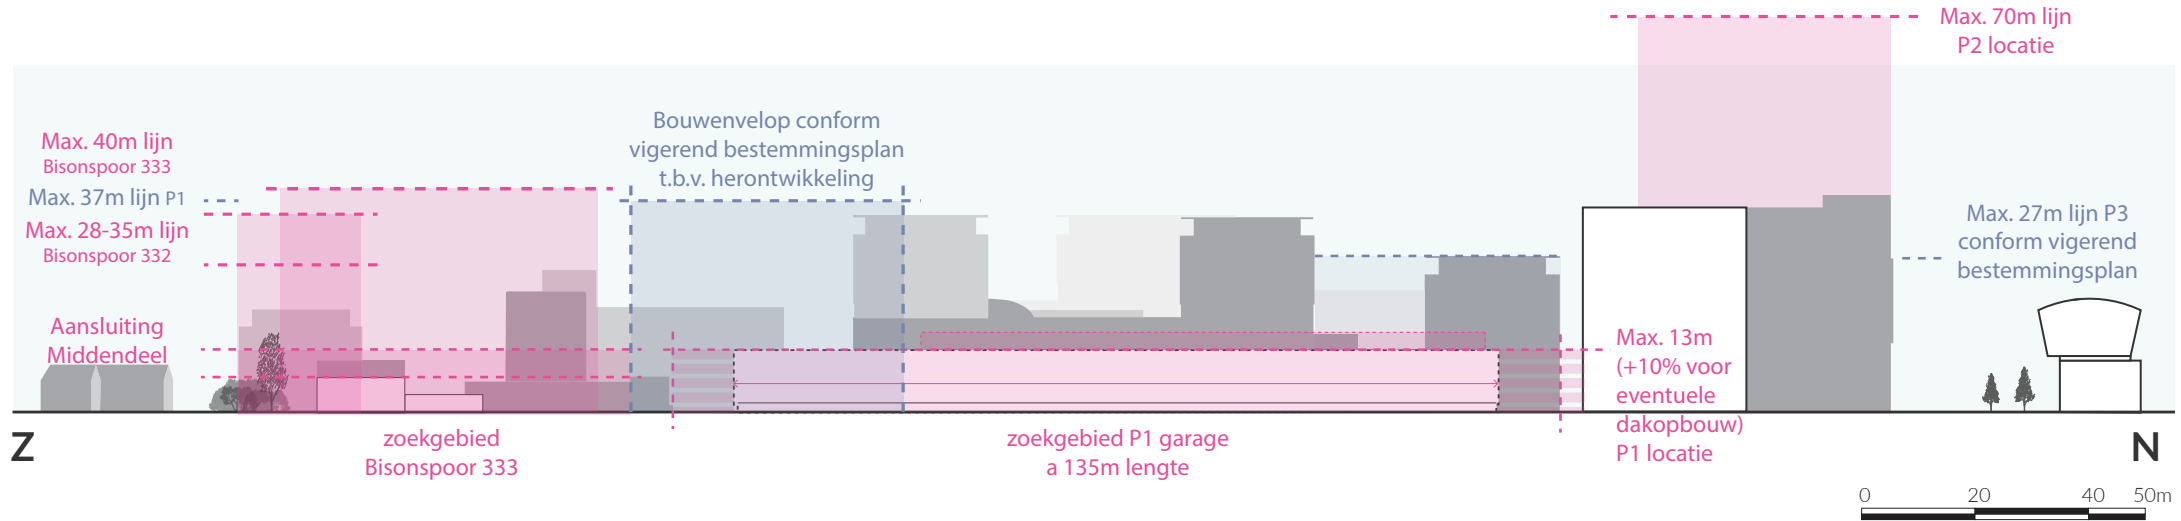 Max. 70m lijn
P2 locatie
Max. 40m lijn
Bisonspoor 333
Max. 37m lijn P1
Max. 28-35m lijn
Bisonspoor 332
Aansluiting
Middendeel
Bouwenvelop conform
vigerend bestemmingsplan
t.b.v. herontwikkeling
Max. 27m lijn P3
conform vigerend
bestemmingsplan
Max. 13m
(+10% voor
eventuele
dakopbouw)
P1 locatie
Z
zoekgebied
Bisonspoor 333
zoekgebied P1 garage
a 135m lengte
N
0 20 40 50m